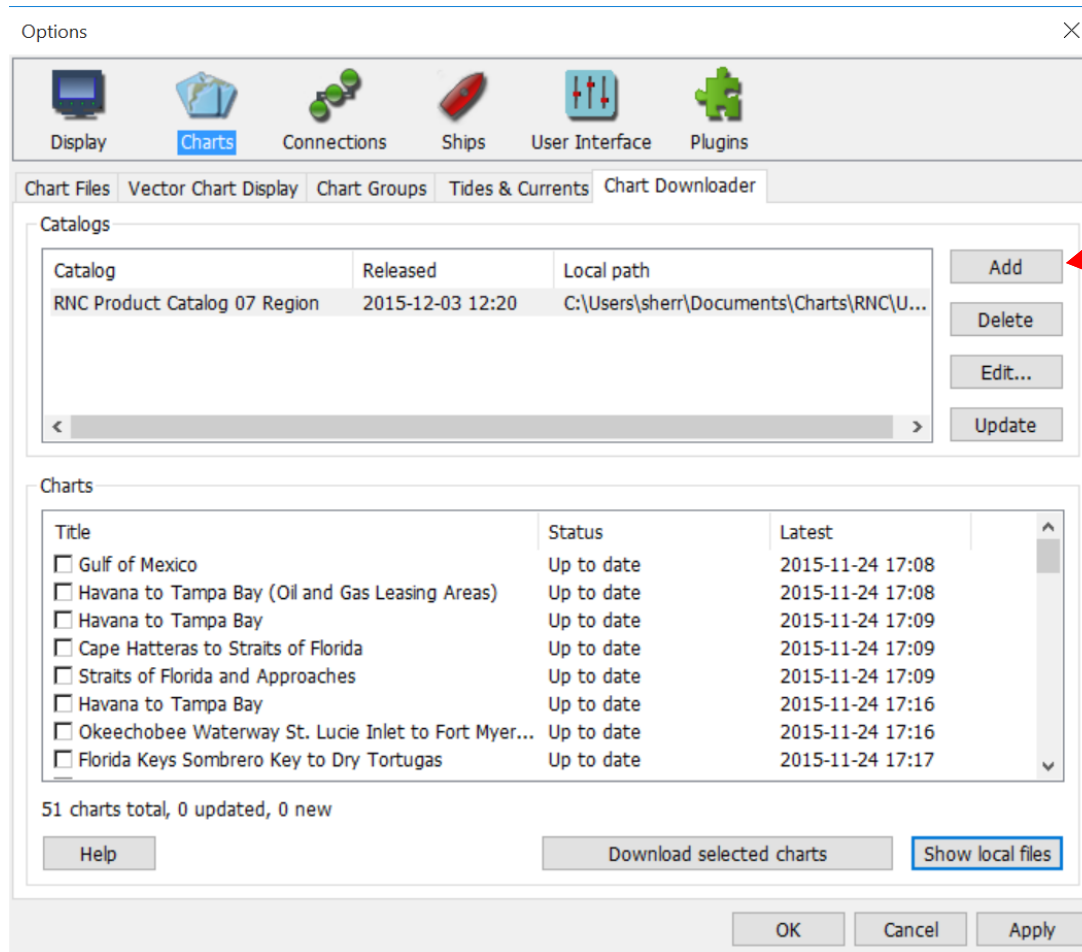 Options
Display Charts Connections Ships User Interface Plugins
Chart Files Vector Chart Display Chart Groups Tides & Currents Chart Downloader
Catalogs
Catalog Released Local path
RNC Product Catalog 07 Region 2015-12-03 12:20 C:\Users\sherr\Documents\Charts\RNC\U...
Add
Delete
Edit...
Update
Charts
Title Status Latest
Gulf of Mexico Up to date 2015-11-24 17:08
Havana to Tampa Bay (Oil and Gas Leasing Areas) Up to date 2015-11-24 17:08
Havana to Tampa Bay Up to date 2015-11-24 17:09
Cape Hatteras to Straits of Florida Up to date 2015-11-24 17:09
Straits of Florida and Approaches Up to date 2015-11-24 17:09
Havana to Tampa Bay Up to date 2015-11-24 17:16
Okeechobee Waterway St. Lucie Inlet to Fort Myer... Up to date 2015-11-24 17:16
Florida Keys Sombrero Key to Dry Tortugas Up to date 2015-11-24 17:17
51 charts total, 0 updated, 0 new
Help Download selected charts Show local files
OK Cancel Apply